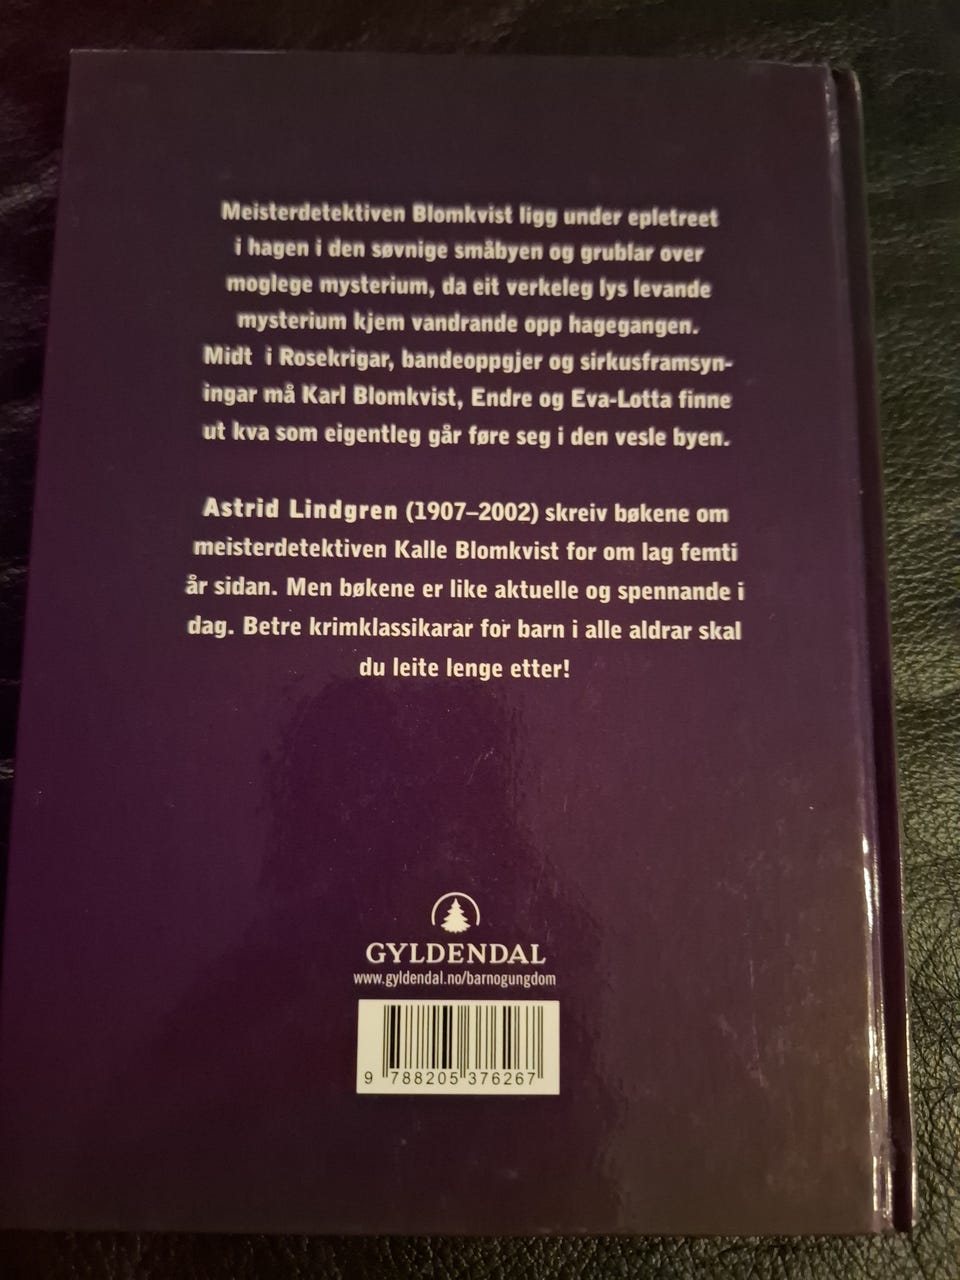 Meisterdetektiven Blomkvist ligg under epletreet
i hagen i den søvnige småbyen og grublar over
moglege mysterium, da eit verkeleg lys levande
mysterium kjem vandrande opp hagegangen.
Midt i Rosekrigar, bandeoppgjer og sirkusframsyn-
ingar må Karl Blomkvist, Endre og Eva-Lotta finne
ut kva som eigentleg går føre seg i den vesle byen.
Astrid Lindgren (1907–2002) skreiv bøkene om
meisterdetektiven Kalle Blomkvist for om lag femti
år sidan. Men bøkene er like aktuelle og spennande i
dag. Betre krimklassikarar for barn i alle aldrar skal
du leite lenge etter!
GYLDENDAL
www.gyldendal.no/barnogungdom
9 788205 376267